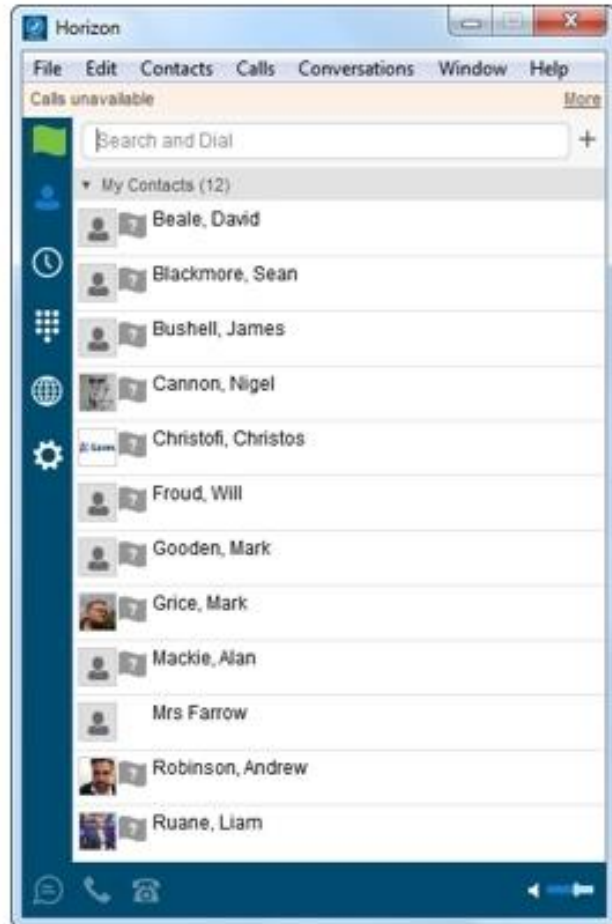 Horizon
File Edit Contacts Calls Conversations Window Help
Calls unavailable More
Search and Dial +
My Contacts (12)
? Beale, David
? Blackmore, Sean
? Bushell, James
? Cannon, Nigel
? Christofi, Christos
? Froud, Will
? Gooden, Mark
? Grice, Mark
? Mackie, Alan
Mrs Farrow
? Robinson, Andrew
? Ruane, Liam